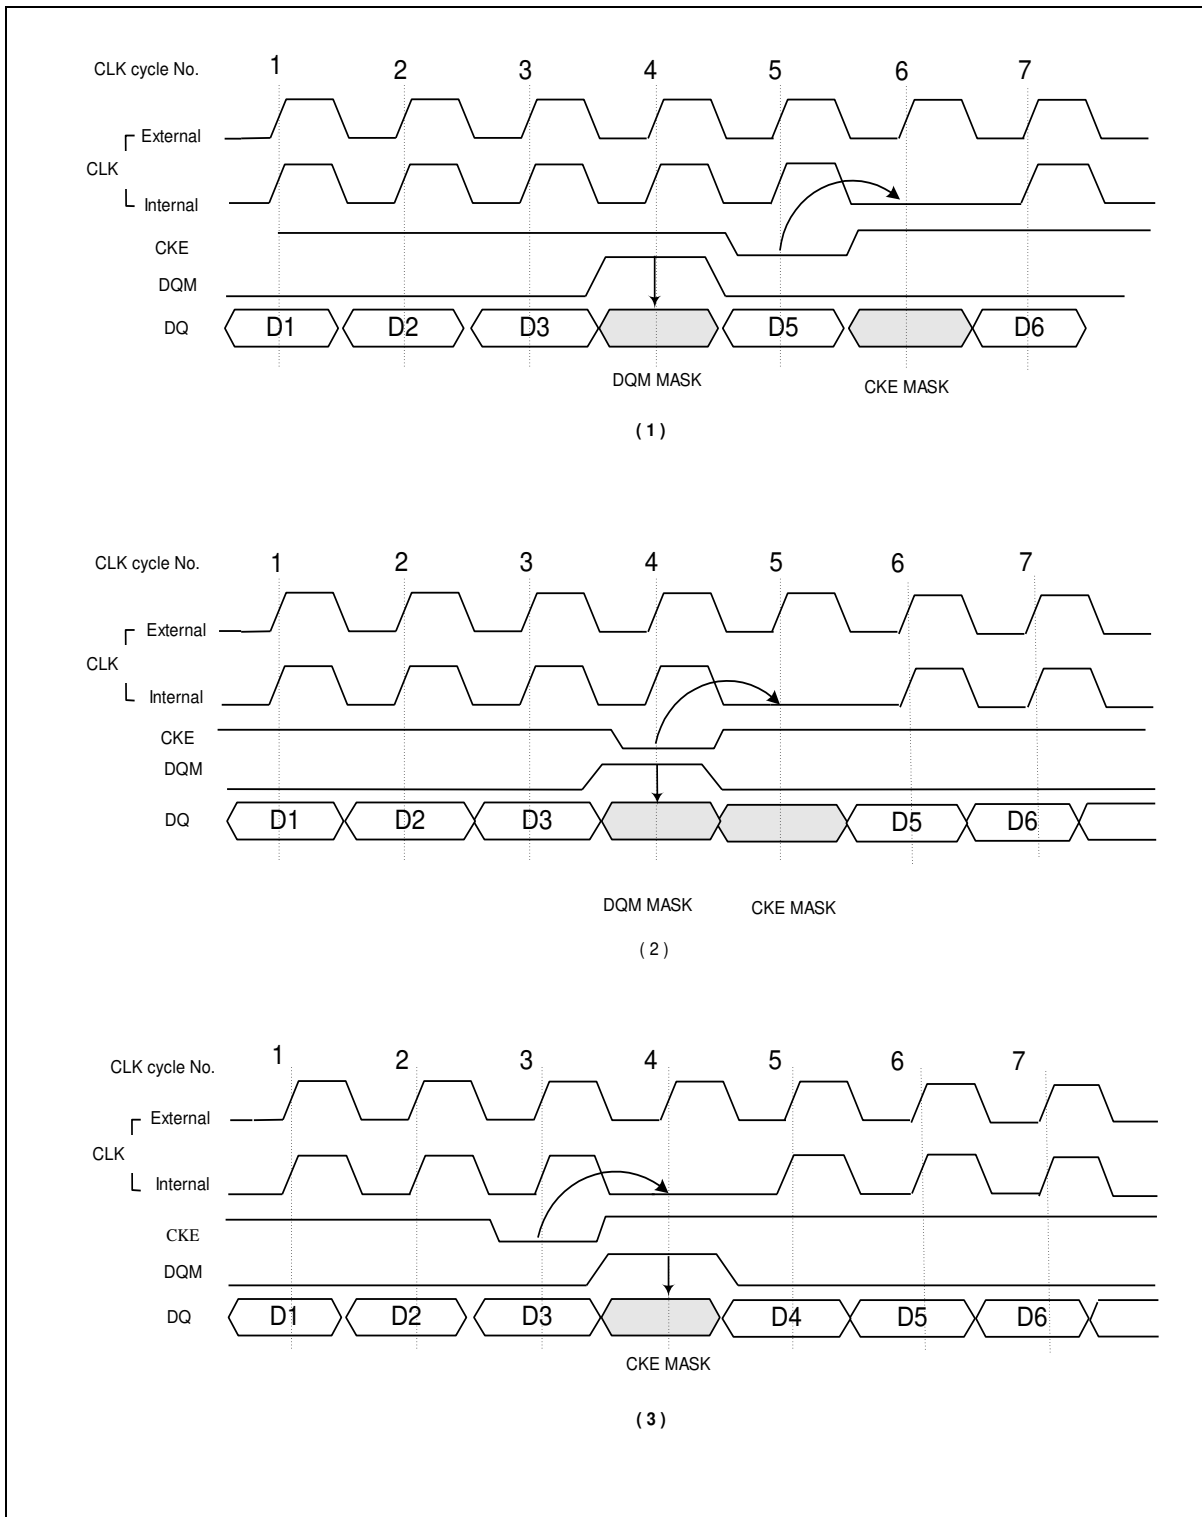 CLK cycle No. 1 2 3 4 5 6 7
External
CLK
Internal
CKE
DQM
DQ D1 D2 D3 D5 D6
DQM MASK CKE MASK
( 1 )
CLK cycle No. 1 2 3 4 5 6 7
External
CLK
Internal
CKE
DQM
DQ D1 D2 D3 D5 D6
DQM MASK CKE MASK
( 2 )
CLK cycle No. 1 2 3 4 5 6 7
External
CLK
Internal
CKE
DQM
DQ D1 D2 D3 D4 D5 D6
CKE MASK
( 3 )